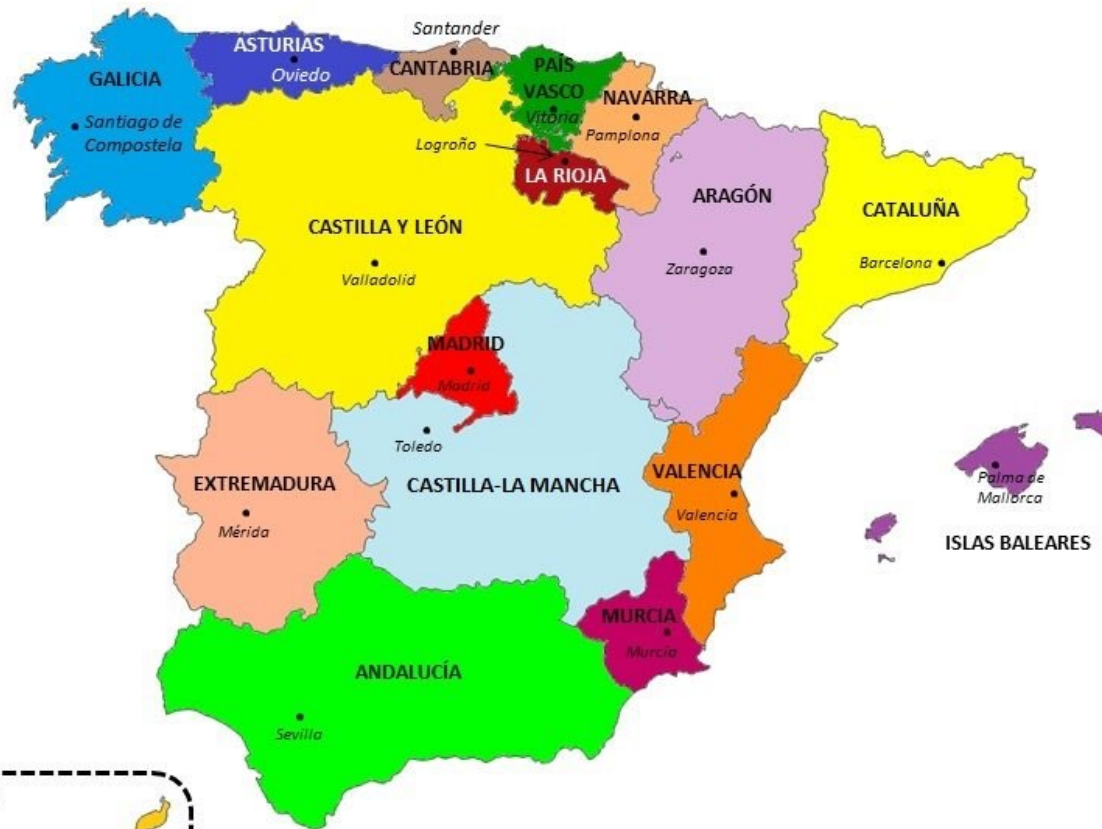 Santander
ASTURIAS
Oviedo
CANTABRIA
PAÍS
VASCO
Vitoria
GALICIA
Santiago de
Compostela
NAVARRA
Pamplona
Logroño
LA RIOJA
ARAGÓN
Zaragoza
CATALUÑA
Barcelona
CASTILLA Y LEÓN
Valladolid
MADRID
Madrid
Toledo
CASTILLA-LA MANCHA
EXTREMADURA
Mérida
VALENCIA
Valencia
Palma de
Mallorca
ISLAS BALEARES
MURCIA
Murcia
ANDALUCÍA
Sevilla